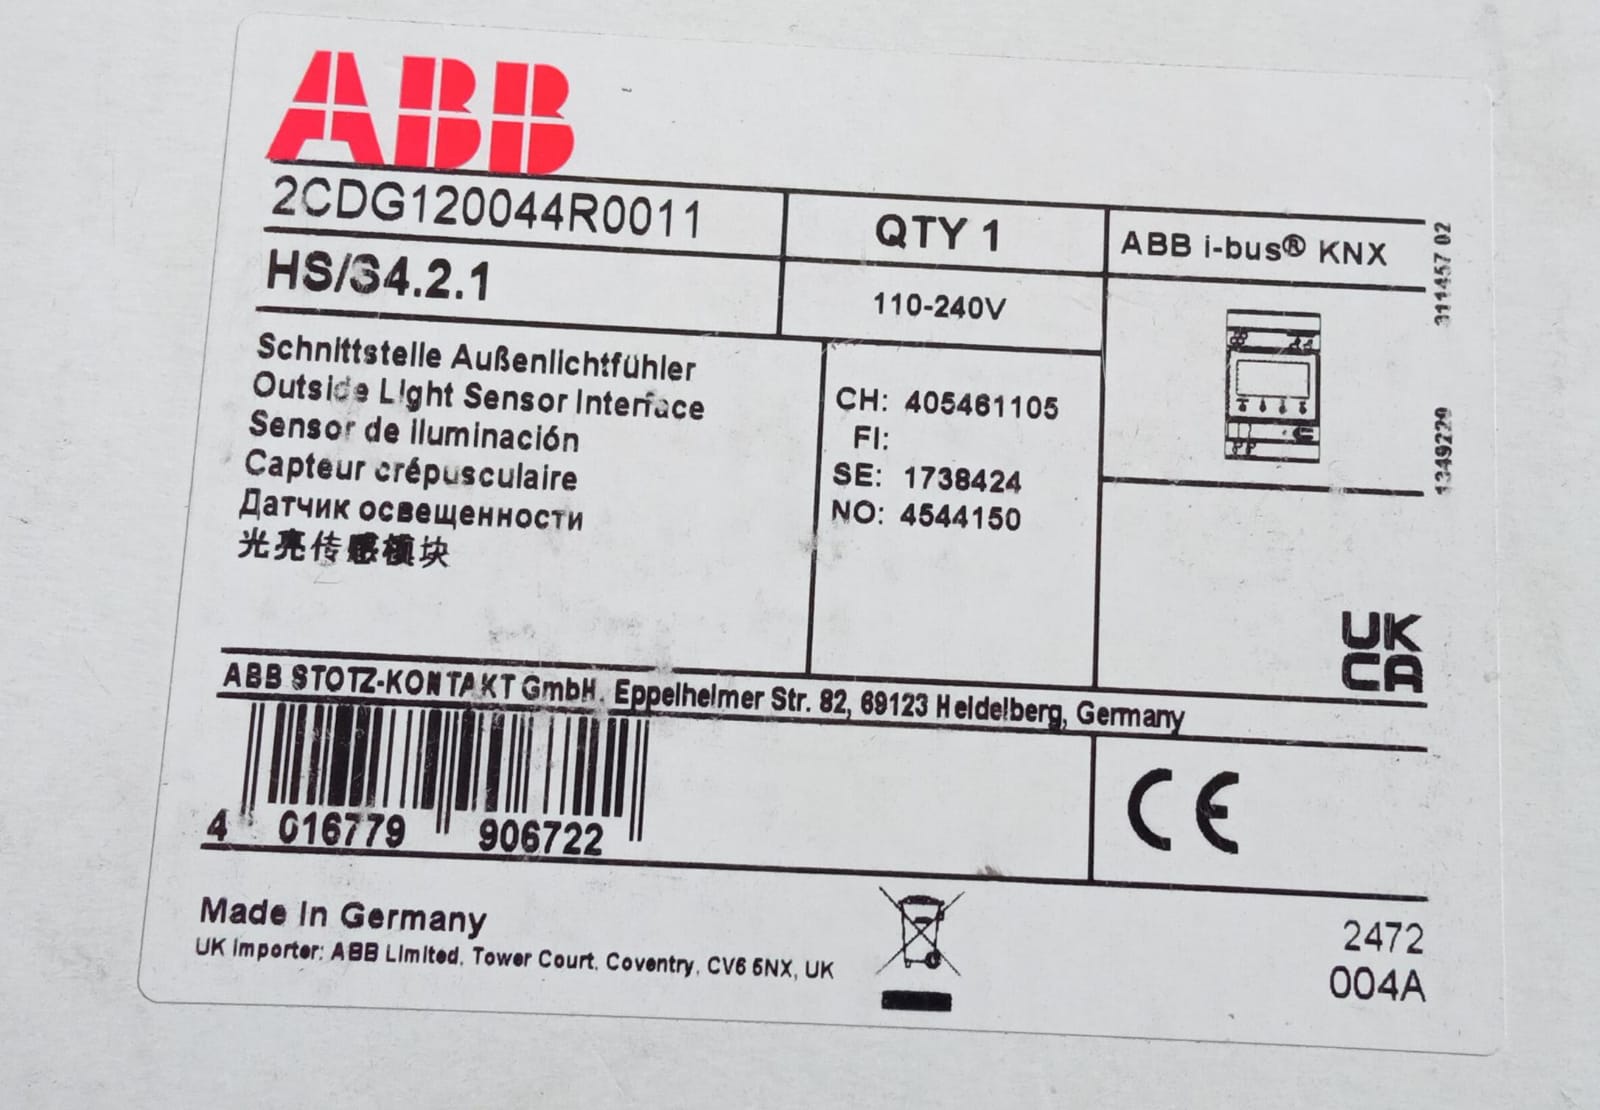 ABB
2CDG120044R0011
QTY 1
ABB i-bus® KNX
HS/S4.2.1
110-240V
Schnittstelle Außenlichtfühler
Outside Light Sensor Interface
Sensor de iluminación
Capteur crépusculaire
Датчик освещенности
光亮传感模块
CH: 405461105
FI:
SE: 1738424
NO: 4544150
311457 02
1349229
UK
CA
ABB STOTZ-KONTAKT GmbH, Eppelheimer Str. 82, 69123 Heidelberg, Germany
4 016779 906722
CE
Made in Germany
UK importer: ABB Limited, Tower Court, Coventry, CV6 5NX, UK
2472
004A